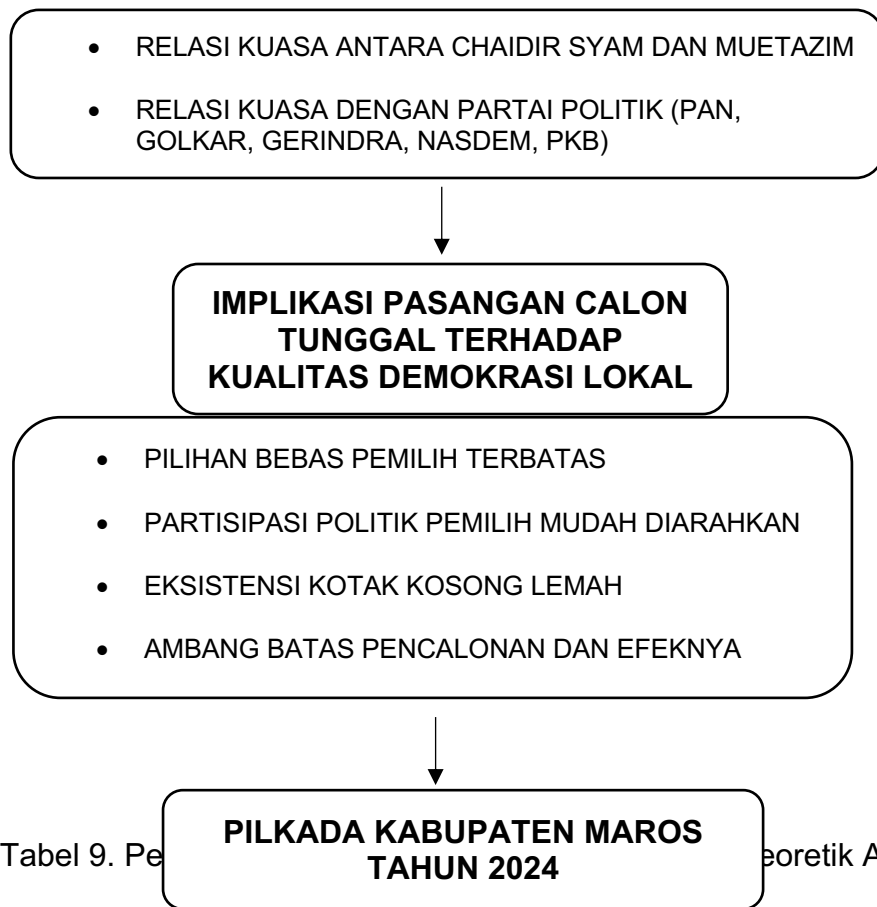 • RELASI KUASA ANTARA CHAIDIR SYAM DAN MUETAZIM
• RELASI KUASA DENGAN PARTAI POLITIK (PAN,
GOLKAR, GERINDRA, NASDEM, PKB)
IMPLIKASI PASANGAN CALON
TUNGGAL TERHADAP
KUALITAS DEMOKRASI LOKAL
• PILIHAN BEBAS PEMILIH TERBATAS
• PARTISIPASI POLITIK PEMILIH MUDAH DIARAHKAN
• EKSISTENSI KOTAK KOSONG LEMAH
• AMBANG BATAS PENCALONAN DAN EFEKNYA
PILKADA KABUPATEN MAROS
TAHUN 2024
Tabel 9.